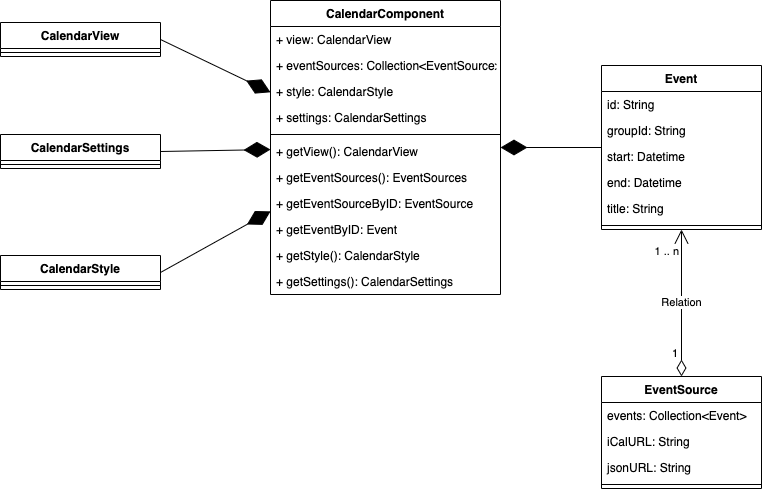 CalendarView
CalendarSettings
CalendarStyle
CalendarComponent
+ view: CalendarView
+ eventSources: Collection<EventSource:
+ style: CalendarStyle
+ settings: CalendarSettings
+ getView(): CalendarView
+ getEventSources(): EventSources
+ getEventSourceByID: EventSource
+ getEventByID: Event
+ getStyle(): CalendarStyle
+ getSettings(): CalendarSettings
Event
id: String
groupId: String
start: Datetime
end: Datetime
title: String
1 .. n
Relation
1
EventSource
events: Collection<Event>
iCalURL: String
jsonURL: String